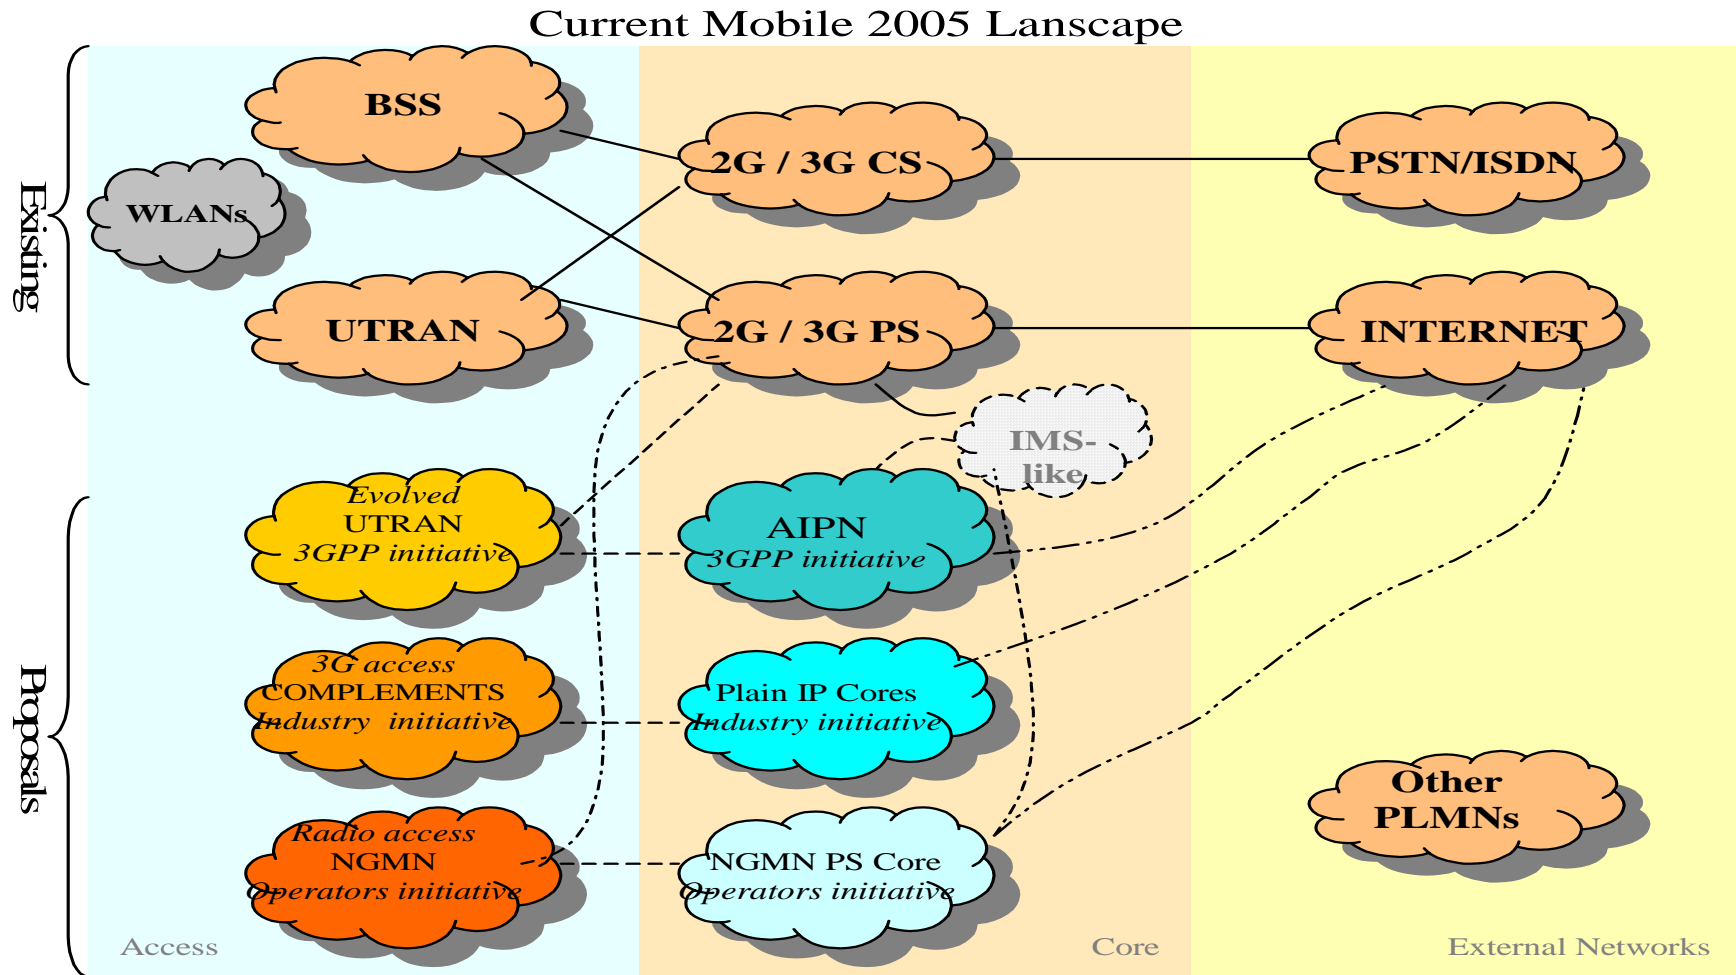 Current Mobile 2005 Lanscape
Existing
BSS
WLANs
UTRAN
2G / 3G CS
2G / 3G PS
PSTN/ISDN
INTERNET
IMS-
like
Proposals
Evolved
UTRAN
3GPP initiative
AIPN
3GPP initiative
3G access
COMPLEMENTS
Industry initiative
Plain IP Cores
Industry initiative
Radio access
NGMN
Operators initiative
NGMN PS Core
Operators initiative
Other
PLMNs
Access
Core
External Networks